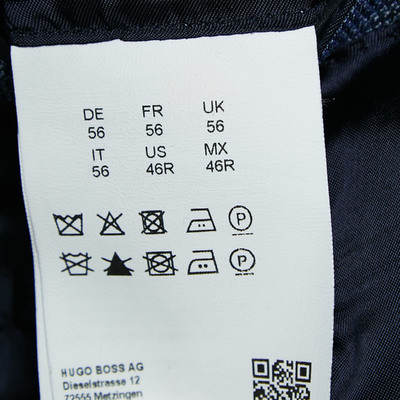 DE FR UK
56 56 56
IT US MX
56 46R 46R
P
P
HUGO BOSS AG
Dieselstrasse 12
72555 Metzingen